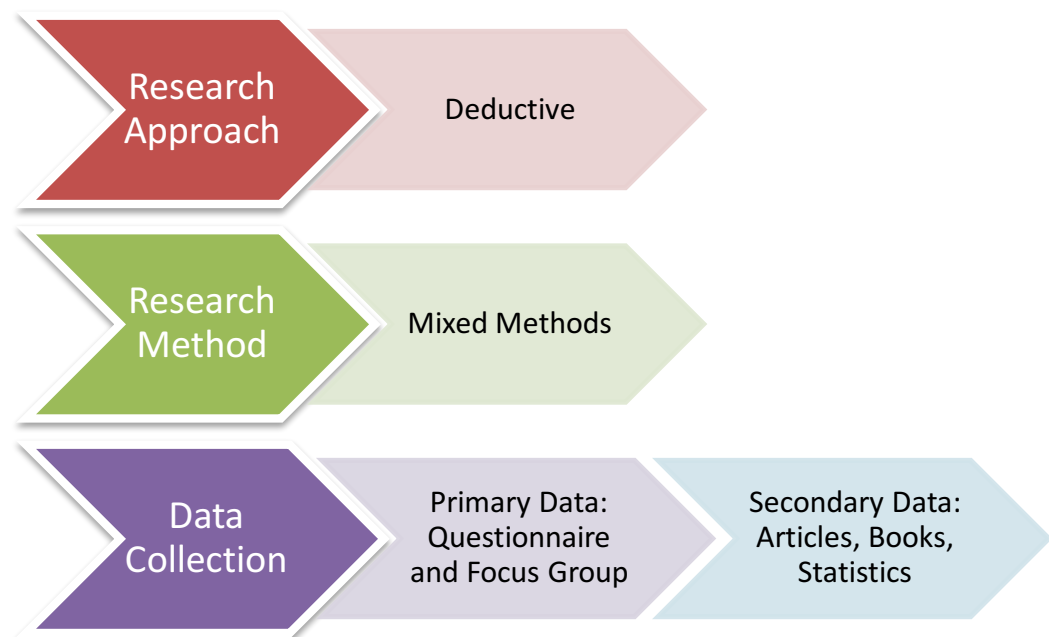 Research
Approach
Deductive
Research
Method
Mixed Methods
Data
Collection
Primary Data:
Questionnaire
and Focus Group
Secondary Data:
Articles, Books,
Statistics